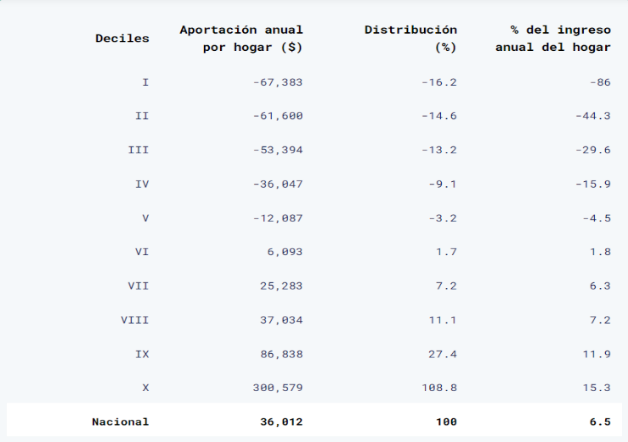 Deciles Aportación anual por hogar ($) Distribución (%) % del ingreso anual del hogar
I -67,383 -16.2 -86
II -61,600 -14.6 -44.3
III -53,394 -13.2 -29.6
IV -36,047 -9.1 -15.9
V -12,087 -3.2 -4.5
VI 6,093 1.7 1.8
VII 25,283 7.2 6.3
VIII 37,034 11.1 7.2
IX 86,838 27.4 11.9
X 300,579 108.8 15.3
Nacional 36,012 100 6.5